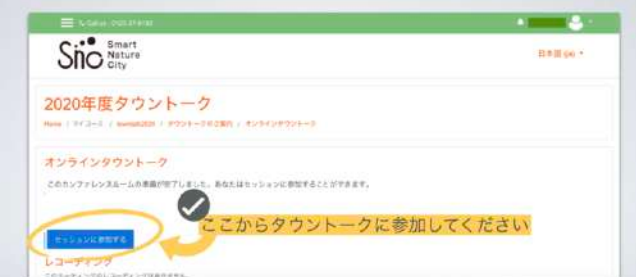 Smart
Nature
City
日本語 (ja)
2020年度タウントーク
Home / マイコース / towntalk2020 / タウントークのご案内 / オンラインタウントーク
オンラインタウントーク
このカンファレンスルームの準備が完了しました。あなたはセッションに参加することができます。
ここからタウントークに参加してください
セッションに参加する
レコーディング